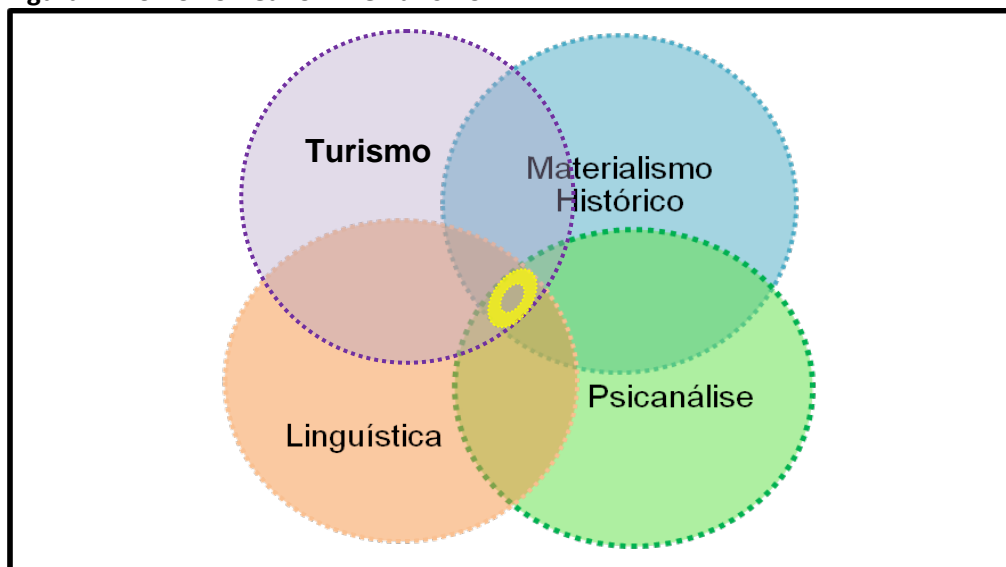 Turismo
Materialismo
Histórico
Psicanálise
Linguística